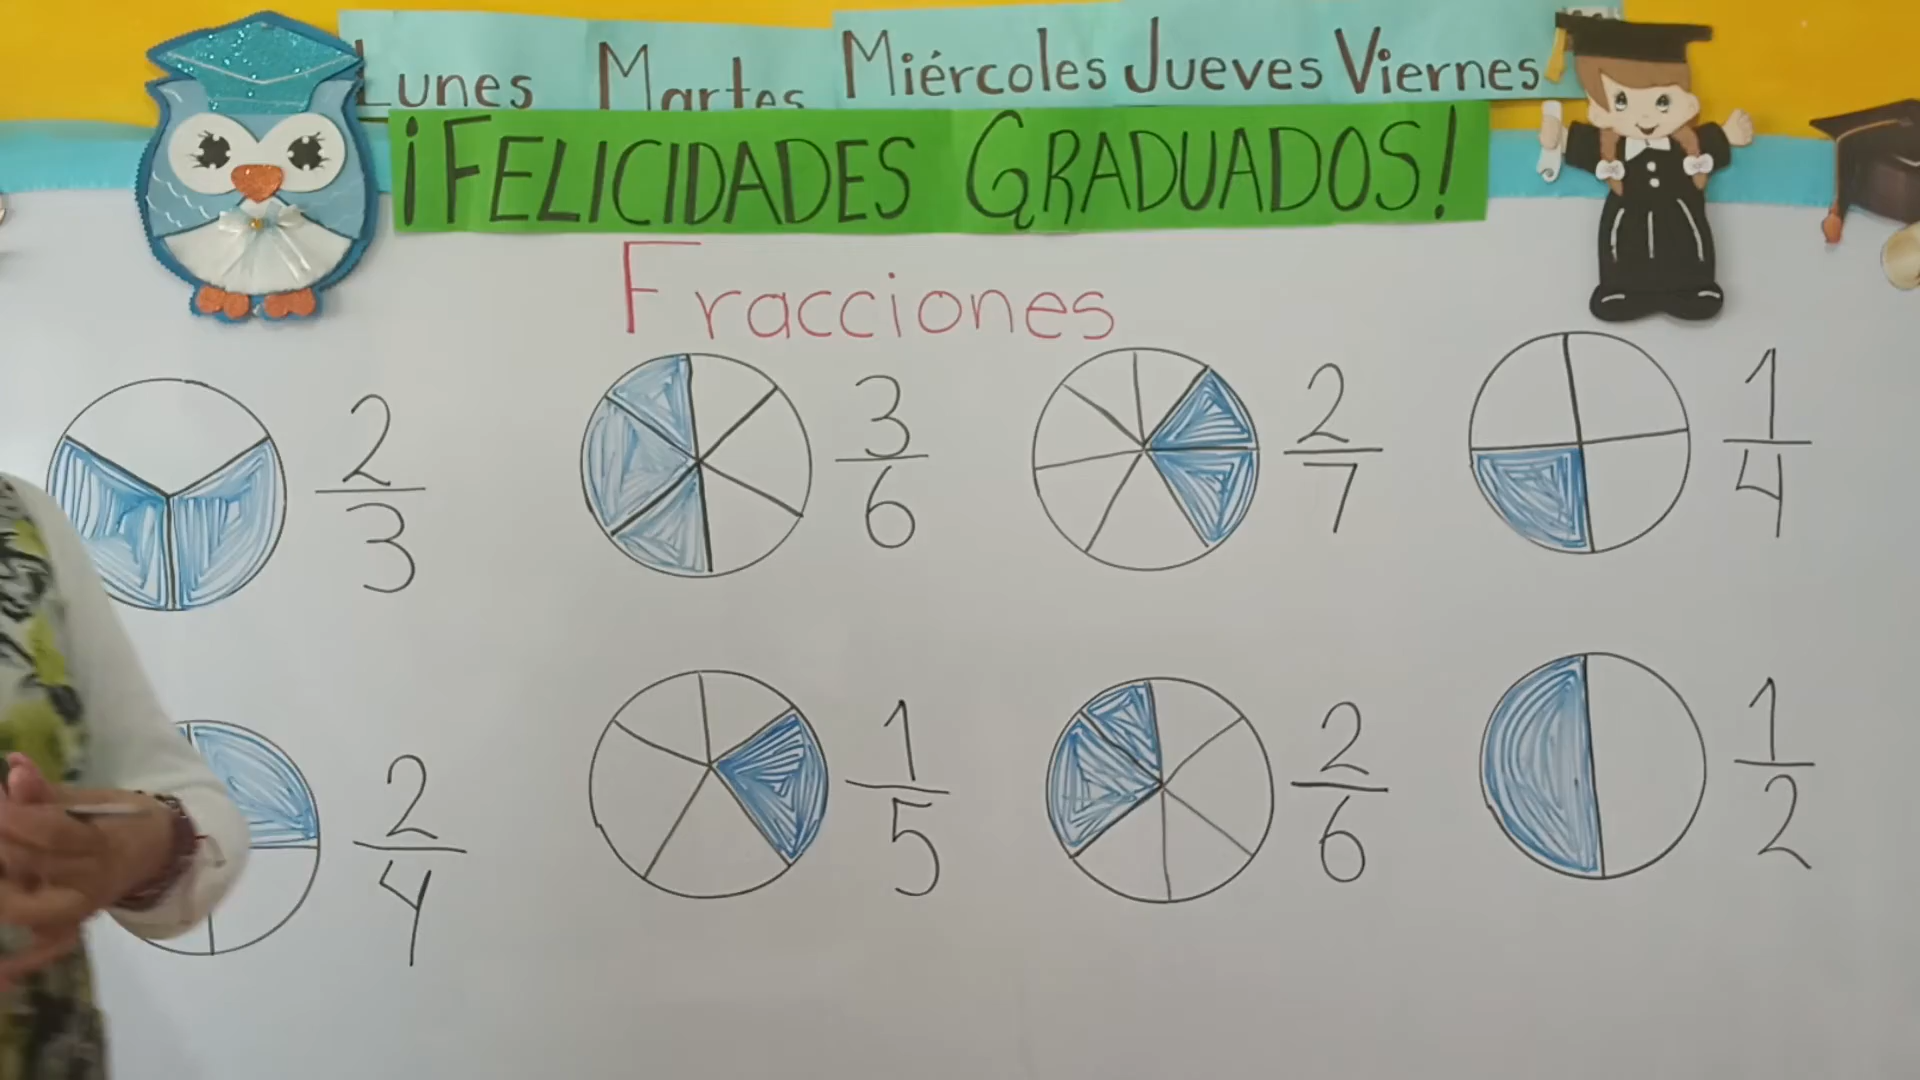 Lunes Martes Miércoles Jueves Viernes
¡FELICIDADES GRADUADOS!
Fracciones
2/3 3/6 2/7 1/4
2/4 1/5 2/6 1/2